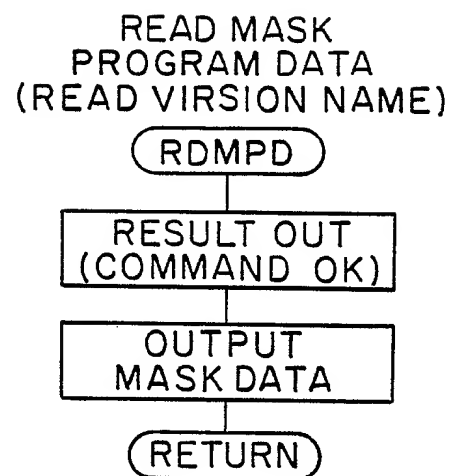 READ MASK
PROGRAM DATA
(READ VIRSION NAME)
RDMPD
RESULT OUT
(COMMAND OK)
OUTPUT
MASK DATA
RETURN